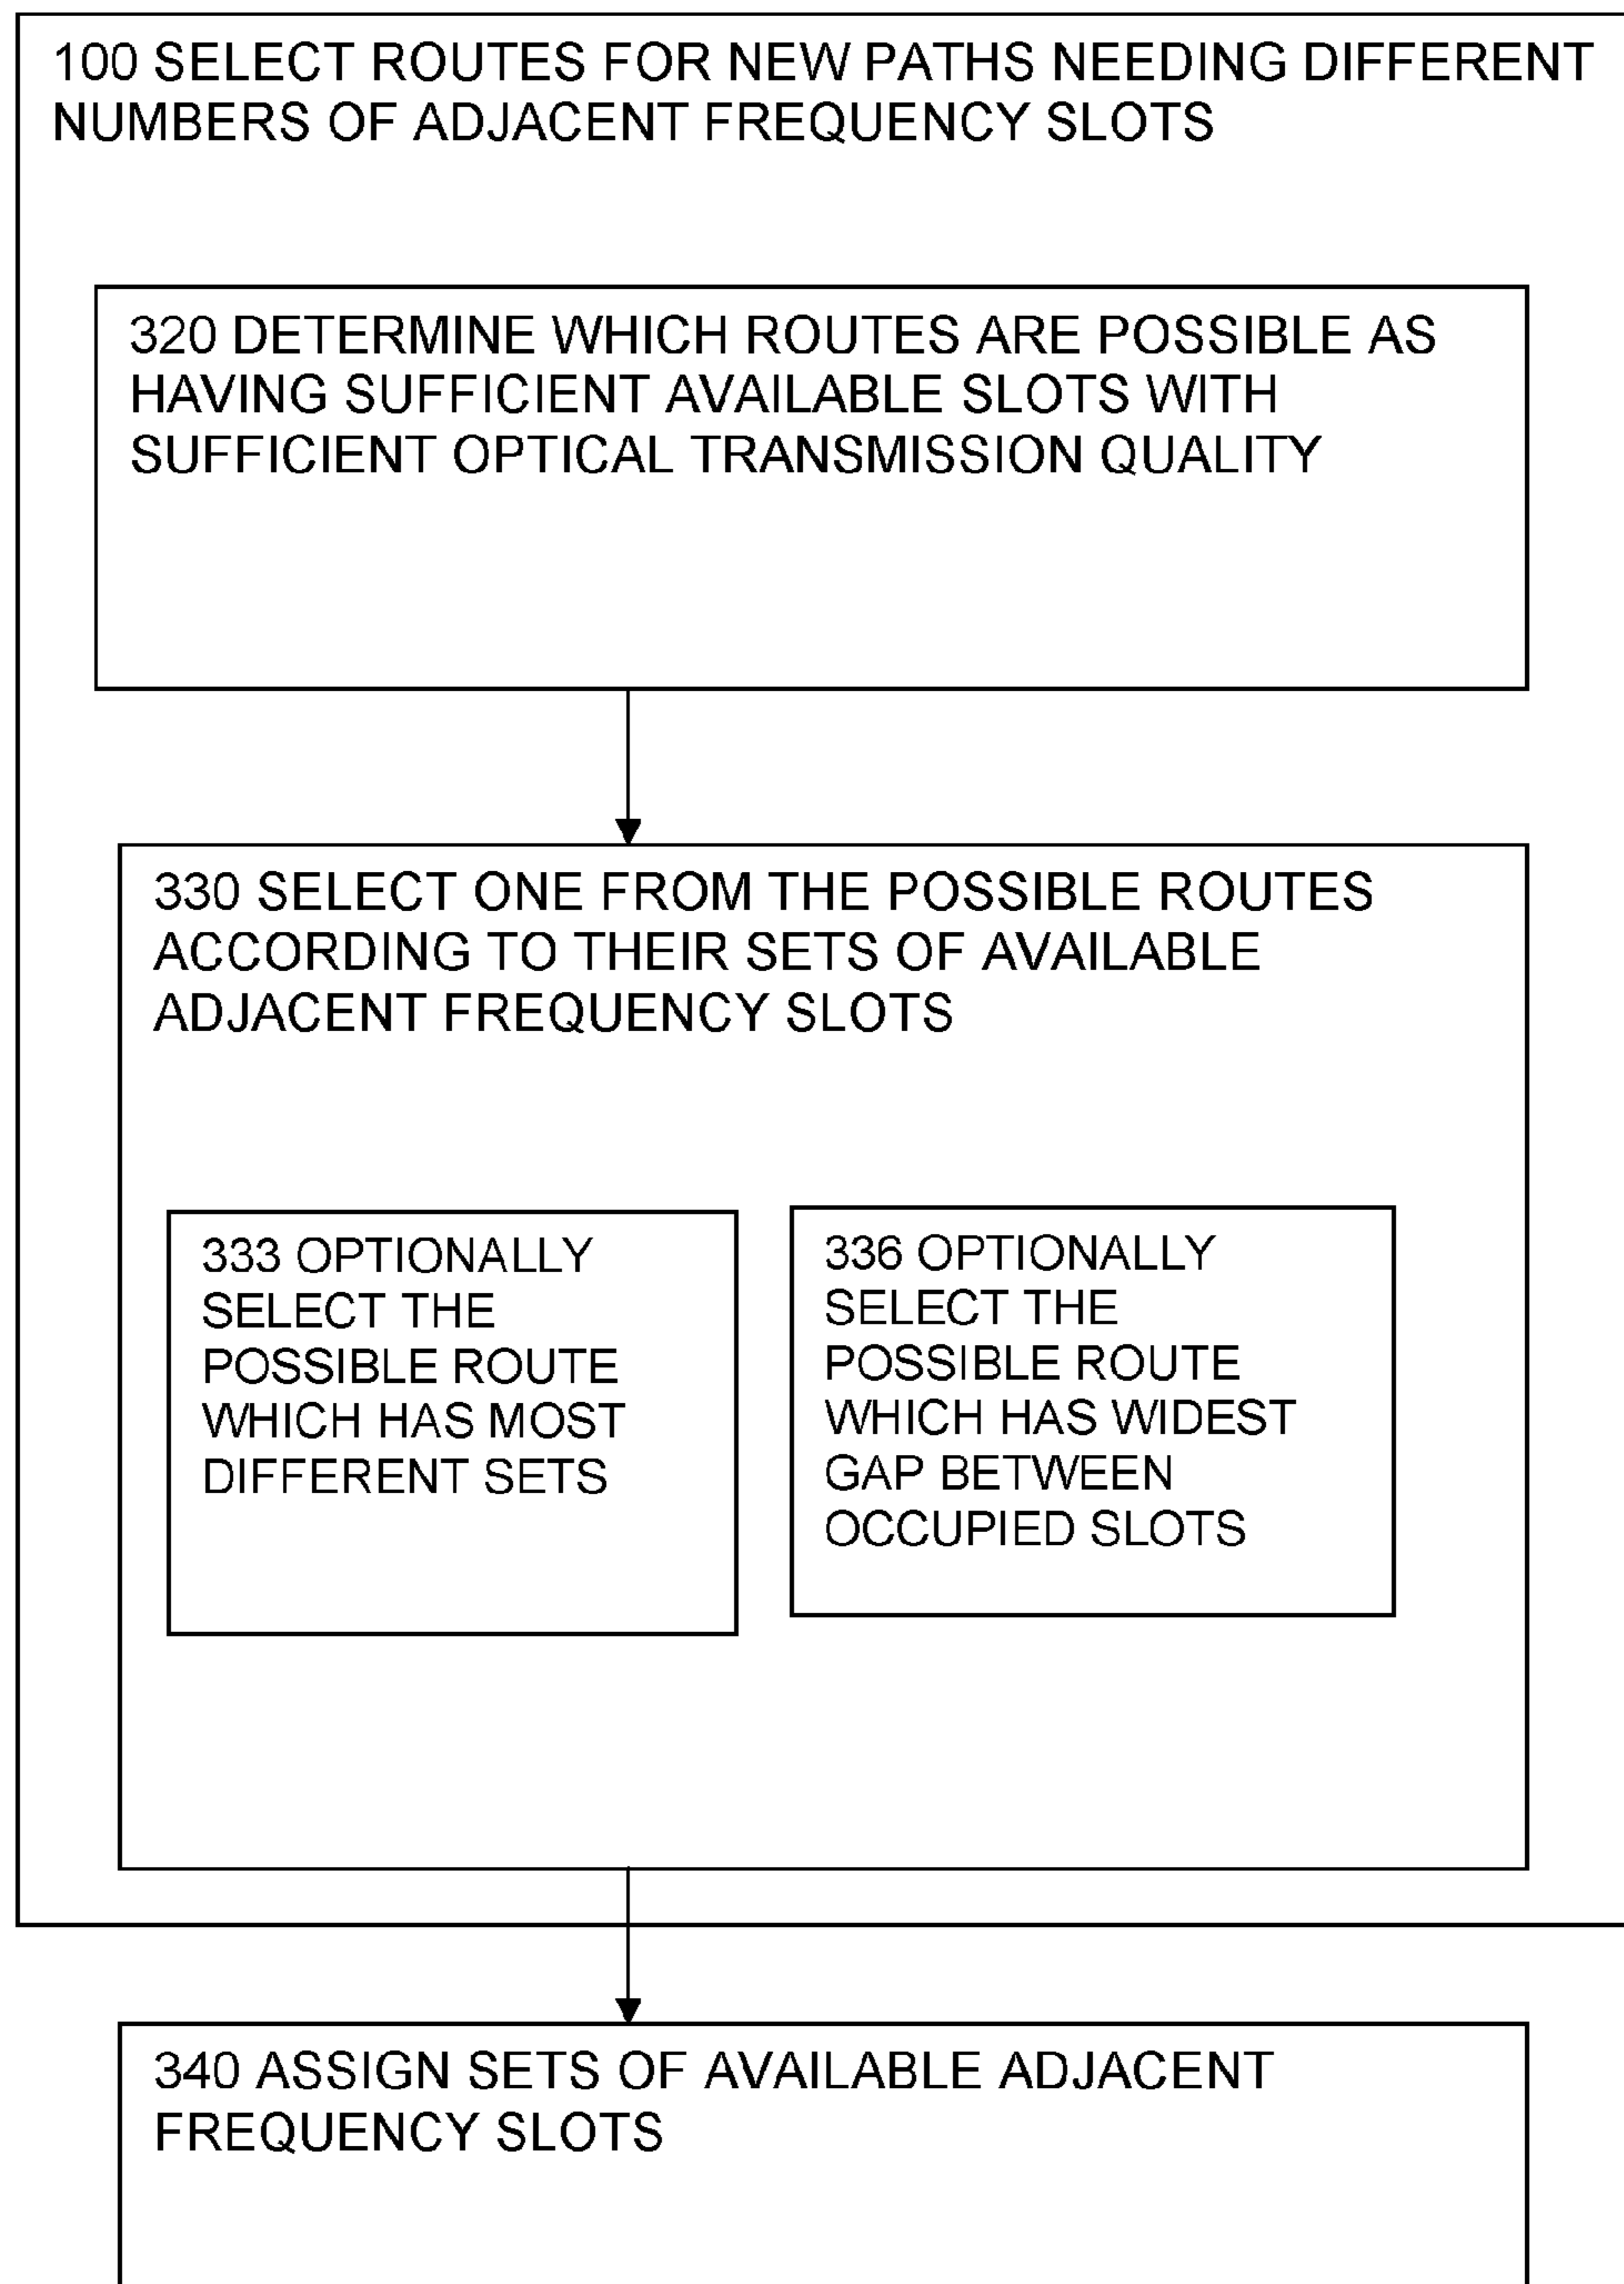 100 SELECT ROUTES FOR NEW PATHS NEEDING DIFFERENT
NUMBERS OF ADJACENT FREQUENCY SLOTS
320 DETERMINE WHICH ROUTES ARE POSSIBLE AS
HAVING SUFFICIENT AVAILABLE SLOTS WITH
SUFFICIENT OPTICAL TRANSMISSION QUALITY
330 SELECT ONE FROM THE POSSIBLE ROUTES
ACCORDING TO THEIR SETS OF AVAILABLE
ADJACENT FREQUENCY SLOTS
333 OPTIONALLY
SELECT THE
POSSIBLE ROUTE
WHICH HAS MOST
DIFFERENT SETS
336 OPTIONALLY
SELECT THE
POSSIBLE ROUTE
WHICH HAS WIDEST
GAP BETWEEN
OCCUPIED SLOTS
340 ASSIGN SETS OF AVAILABLE ADJACENT
FREQUENCY SLOTS